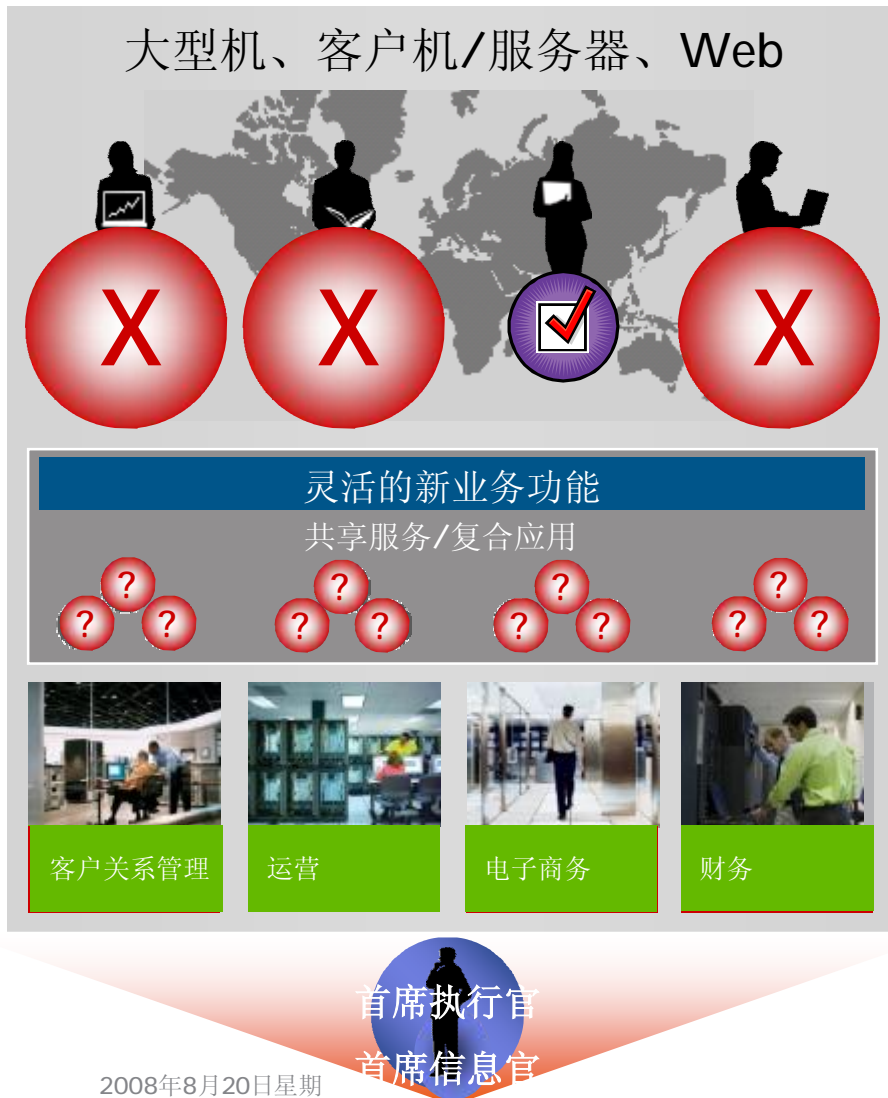 大型机、客户机/服务器、Web
X X X
灵活的新业务功能
共享服务/复合应用
? ? ? ?
? ? ? ? ? ? ? ?
客户关系管理 运营 电子商务 财务
首席执行官
首席信息官
2008年8月20日星期